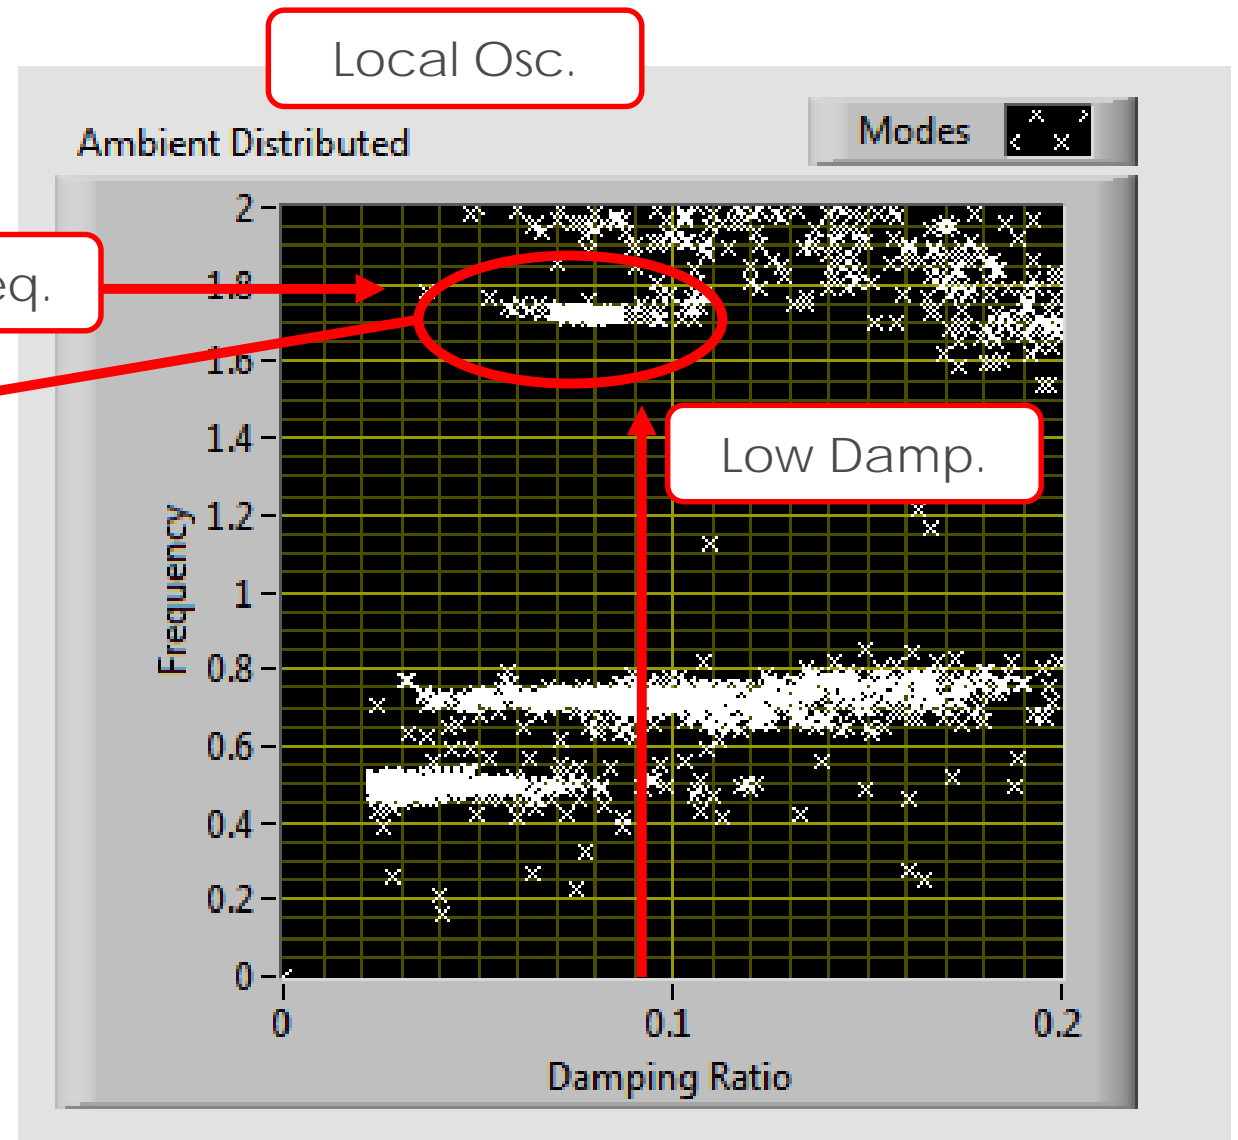 Local Osc.
Ambient Distributed
Modes
eq.
Low Damp.
Frequency
2
1.8
1.6
1.4
1.2
1
0.8
0.6
0.4
0.2
0
0
0.1
0.2
Damping Ratio